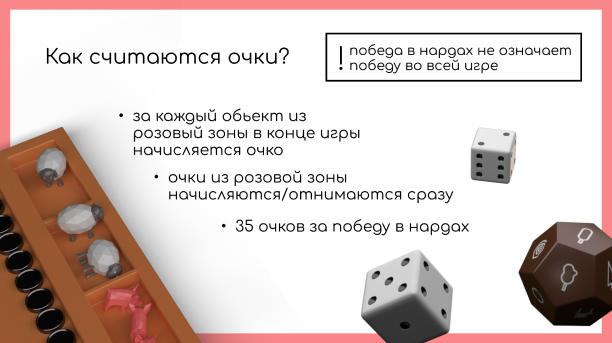 Как считаются очки?
! победа в нардах не означает
победу во всей игре
• за каждый обьект из
розовый зоны в конце игры
начисляется очко
• очки из розовой зоны
начисляются/отнимаются сразу
• 35 очков за победу в нардах